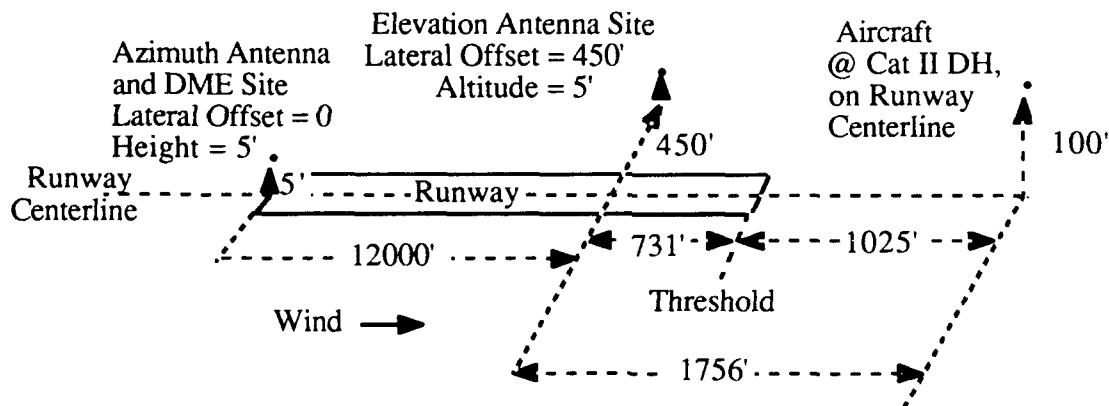 Elevation Antenna Site
Lateral Offset = 450'
Altitude = 5'
Azimuth Antenna
and DME Site
Lateral Offset = 0
Height = 5'
Aircraft
@ Cat II DH,
on Runway
Centerline
100'
450'
Runway
Centerline
5'
Runway
12000'
731'
1025'
Threshold
Wind
1756'